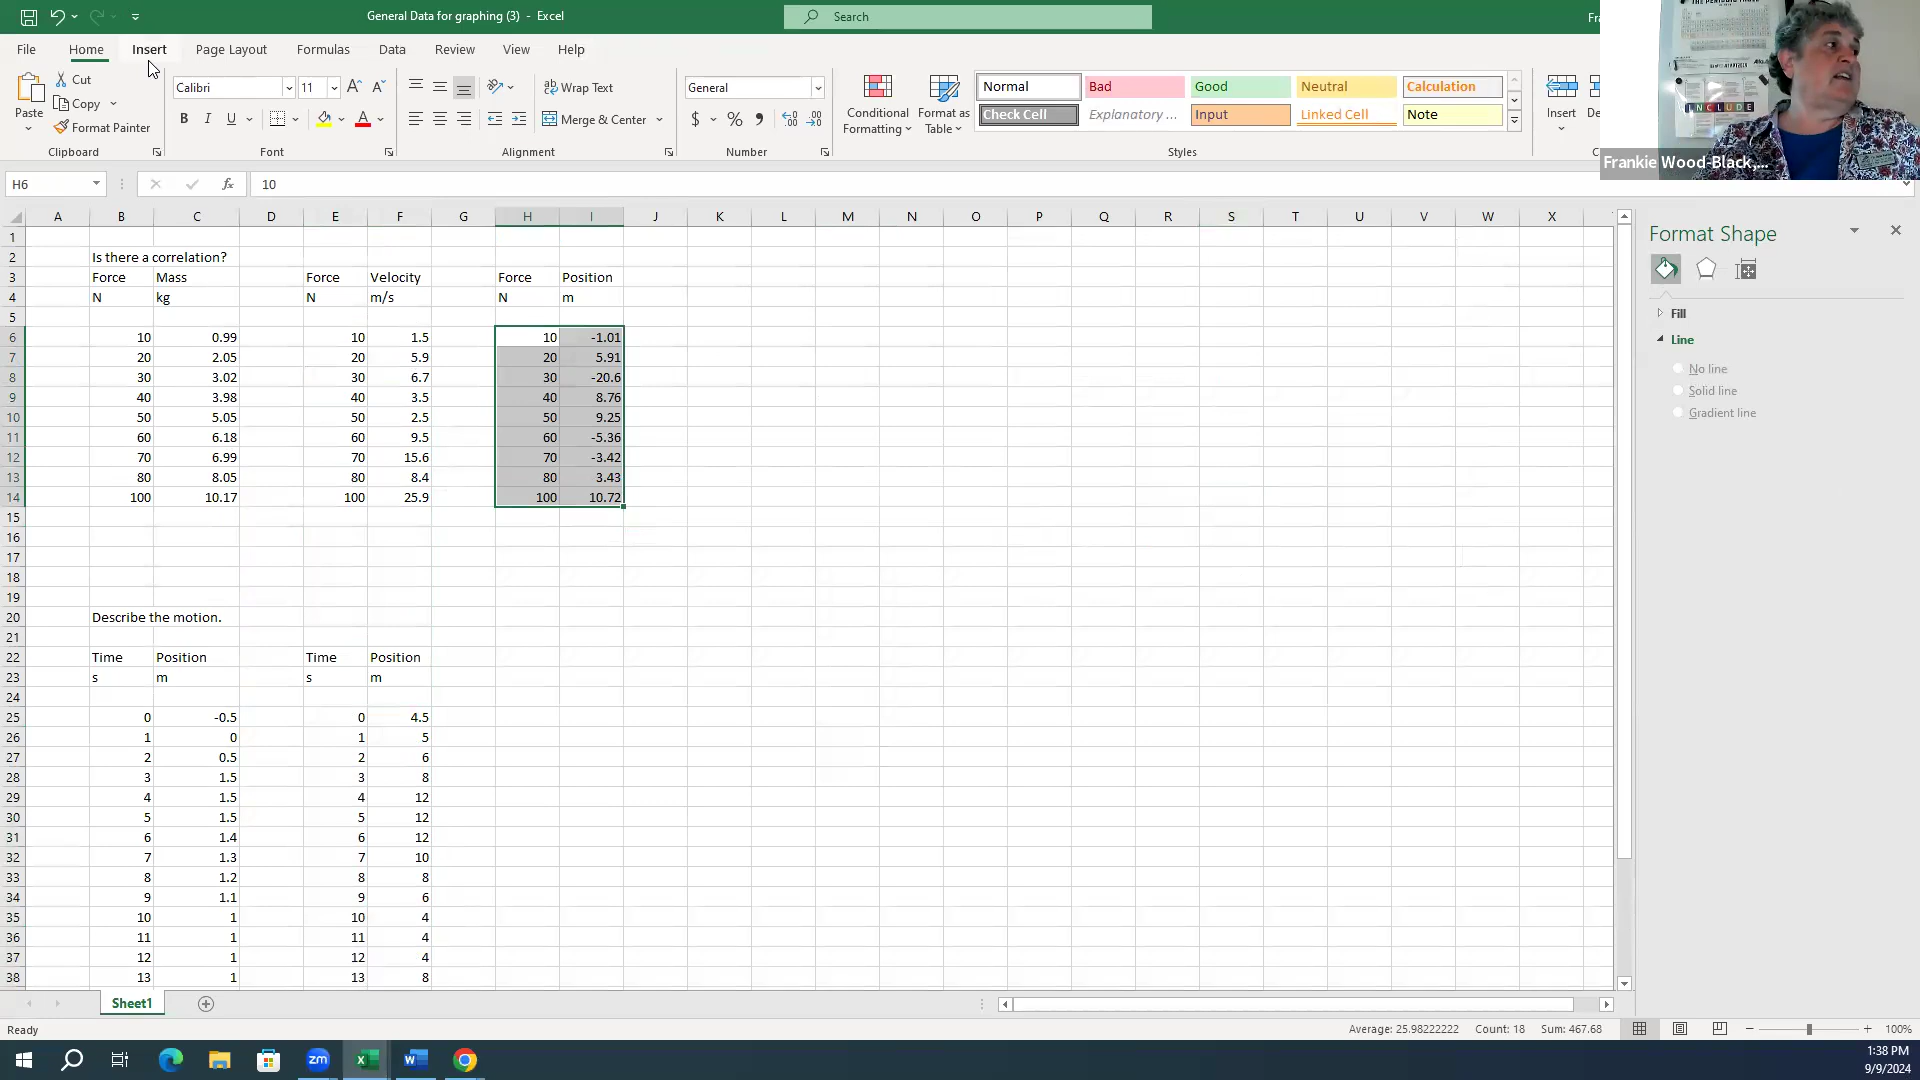 General Data for graphing (3) - Excel
Search
Fra
File Home Insert Page Layout Formulas Data Review View Help
Paste
Cut
Copy
Format Painter
Clipboard
Calibri 11
B I U
Font
Wrap Text
Merge & Center
Alignment
General
$ % ,
Number
Conditional Formatting
Format as Table
Normal Bad Good Neutral Calculation
Check Cell Explanatory ... Input Linked Cell Note
Styles
Insert
Frankie Wood-Black,...
INCLUDE
H6 fx 10
A B C D E F G H I J K L M N O P Q R S T U V W X
1
2 Is there a correlation?
3 Force Mass Force Velocity Force Position
4 N kg N m/s N m
5
6 10 0.99 10 1.5 10 -1.01
7 20 2.05 20 5.9 20 5.91
8 30 3.02 30 6.7 30 -20.6
9 40 3.98 40 3.5 40 8.76
10 50 5.05 50 2.5 50 9.25
11 60 6.18 60 9.5 60 -5.36
12 70 6.99 70 15.6 70 -3.42
13 80 8.05 80 8.4 80 3.43
14 100 10.17 100 25.9 100 10.72
15
16
17
18
19
20 Describe the motion.
21
22 Time Position Time Position
23 s m s m
24
25 0 -0.5 0 4.5
26 1 0 1 5
27 2 0.5 2 6
28 3 1.5 3 8
29 4 1.5 4 12
30 5 1.5 5 12
31 6 1.4 6 12
32 7 1.3 7 10
33 8 1.2 8 8
34 9 1.1 9 6
35 10 1 10 4
36 11 1 11 4
37 12 1 12 4
38 13 1 13 8
Format Shape
Fill
Line
No line
Solid line
Gradient line
Sheet1
Ready
Average: 25.98222222 Count: 18 Sum: 467.68
100%
zm
1:38 PM
9/9/2024